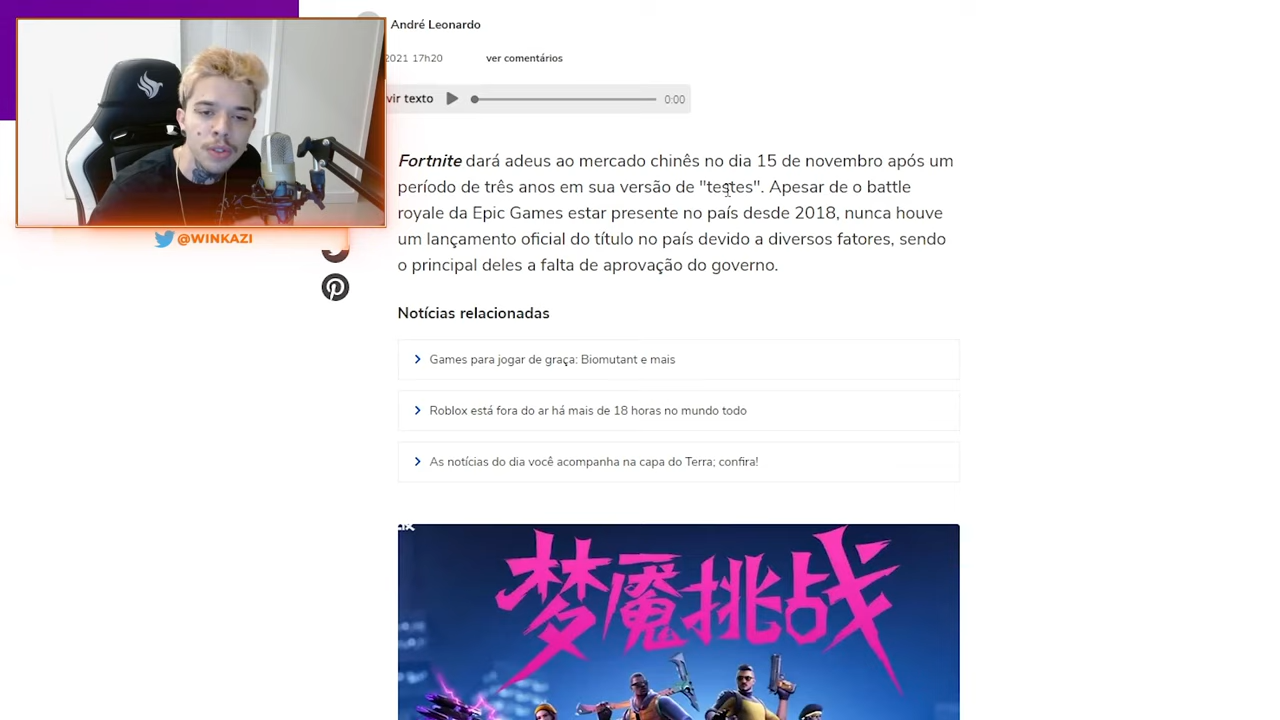 André Leonardo
2021 17h20
ver comentários
vir texto
0:00
Fortnite dará adeus ao mercado chinês no dia 15 de novembro após um
período de três anos em sua versão de "testes". Apesar de o battle
royale da Epic Games estar presente no país desde 2018, nunca houve
um lançamento oficial do título no país devido a diversos fatores, sendo
o principal deles a falta de aprovação do governo.
@WINKAZI
Notícias relacionadas
Games para jogar de graça: Biomutant e mais
Roblox está fora do ar há mais de 18 horas no mundo todo
As notícias do dia você acompanha na capa do Terra; confira!
梦魇挑战